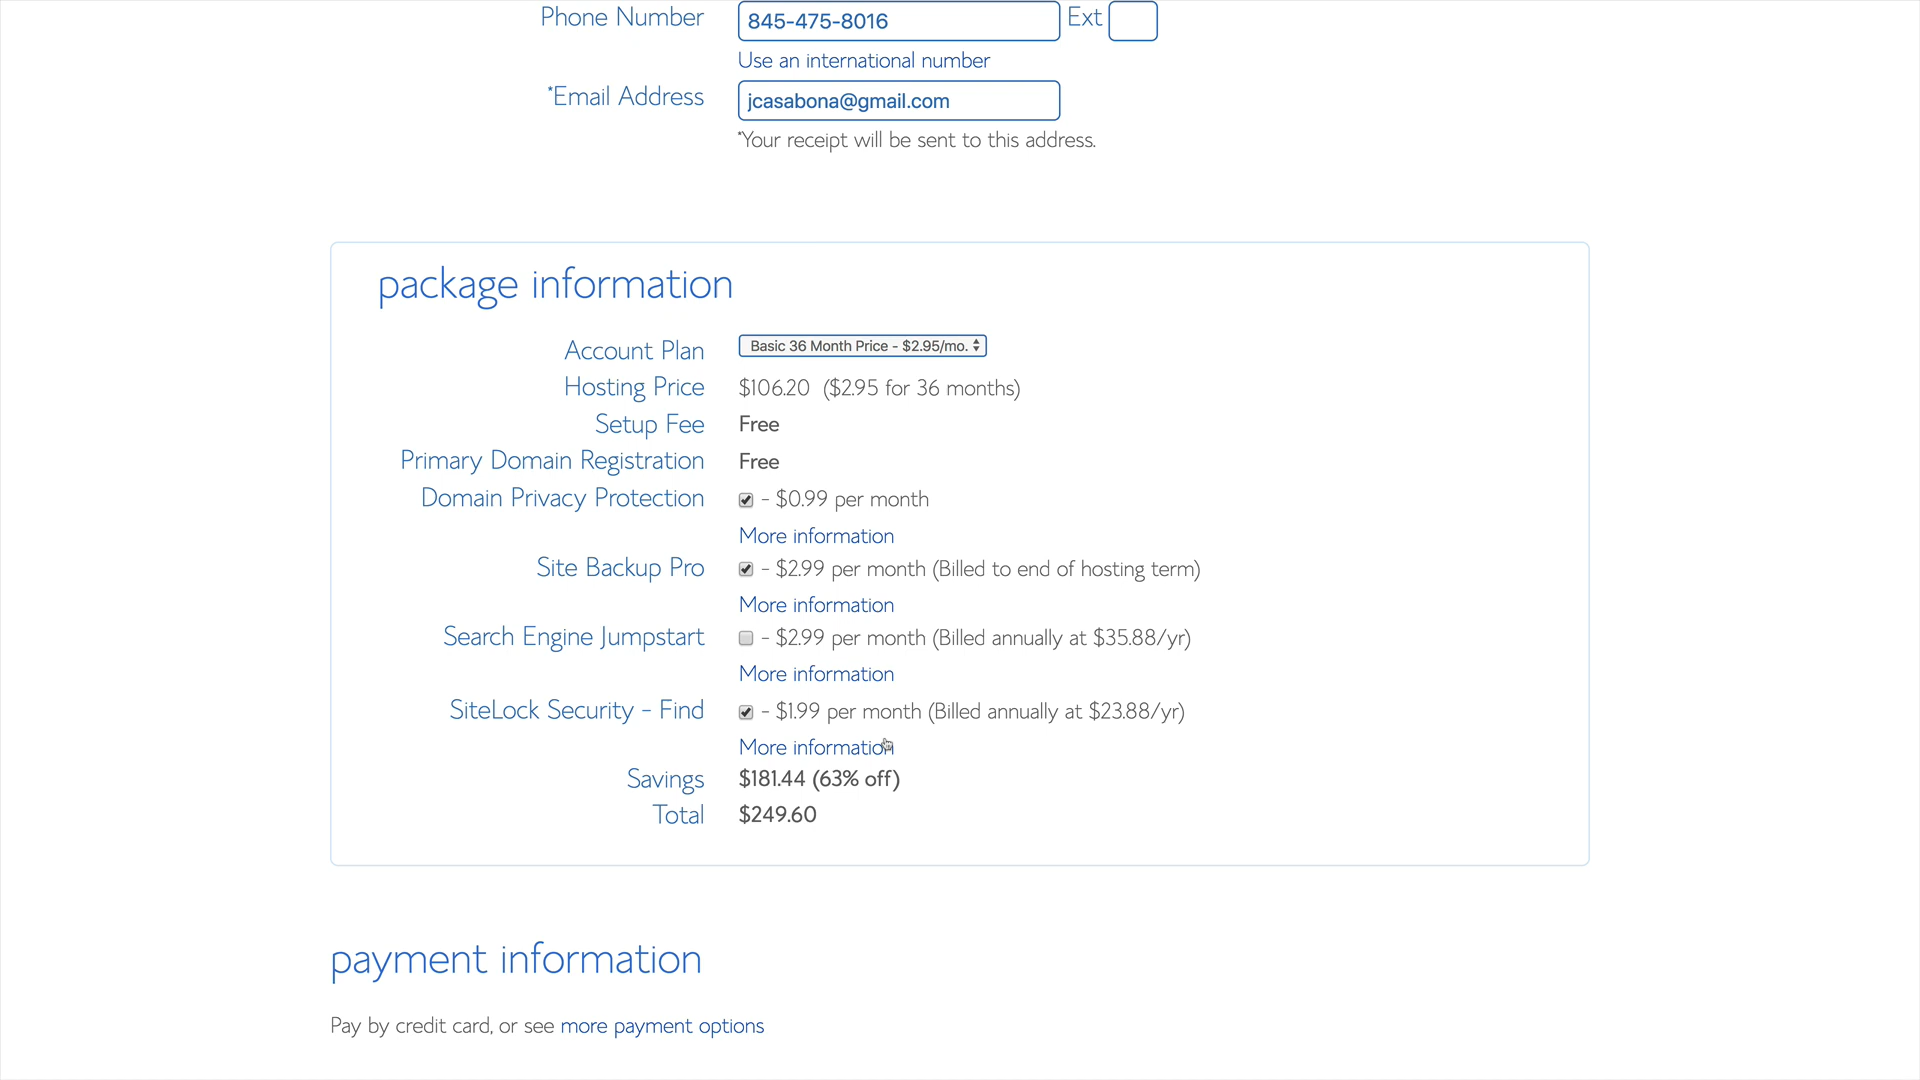 Phone Number 845-475-8016 Ext
Use an international number
*Email Address jcasabona@gmail.com
*Your receipt will be sent to this address.
package information
Account Plan Basic 36 Month Price - $2.95/mo.
Hosting Price $106.20 ($2.95 for 36 months)
Setup Fee Free
Primary Domain Registration Free
Domain Privacy Protection - $0.99 per month
More information
Site Backup Pro - $2.99 per month (Billed to end of hosting term)
More information
Search Engine Jumpstart - $2.99 per month (Billed annually at $35.88/yr)
More information
SiteLock Security - Find - $1.99 per month (Billed annually at $23.88/yr)
More information
Savings $181.44 (63% off)
Total $249.60
payment information
Pay by credit card, or see more payment options